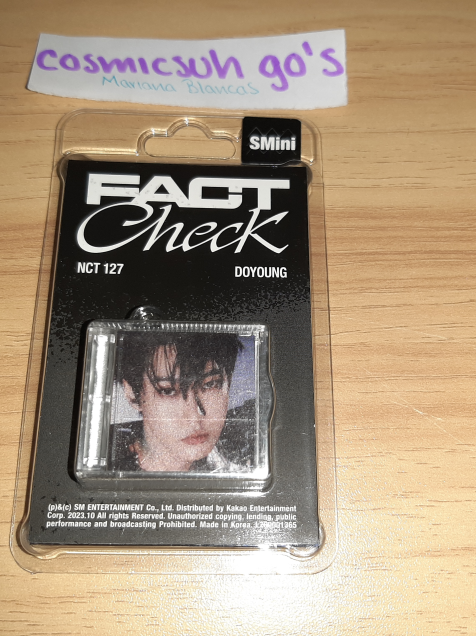 cosmicsuh go's
Mariana Blancas
SMini
FACT
Check
NCT 127
DOYOUNG
(p)&(c) SM ENTERTAINMENT Co., Ltd. Distributed by Kakao Entertainment
Corp. 2023.10 All rights Reserved. Unauthorized copying, lending, public
performance and broadcasting Prohibited. Made in Korea.